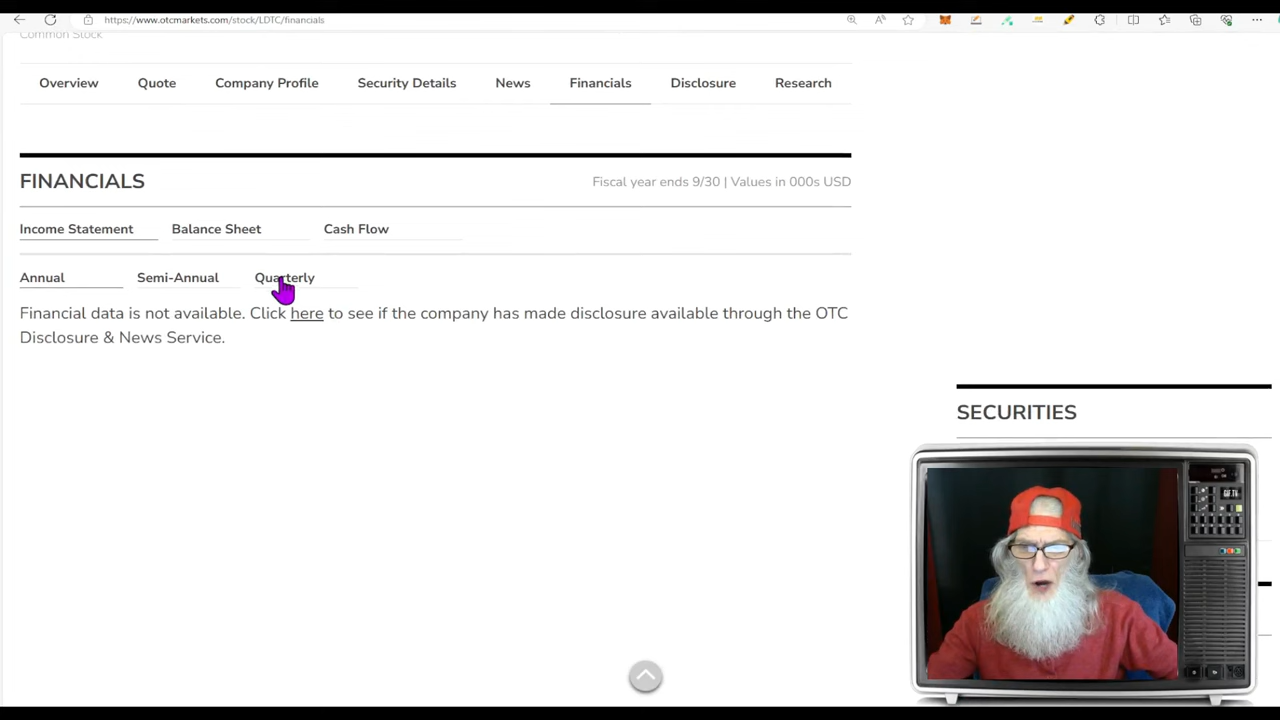 https://www.otcmarkets.com/stock/LDTC/financials
Common Stock
Overview Quote Company Profile Security Details News Financials Disclosure Research
FINANCIALS
Fiscal year ends 9/30 | Values in 000s USD
Income Statement Balance Sheet Cash Flow
Annual Semi-Annual Quarterly
Financial data is not available. Click here to see if the company has made disclosure available through the OTC
Disclosure & News Service.
SECURITIES
GIF.TV